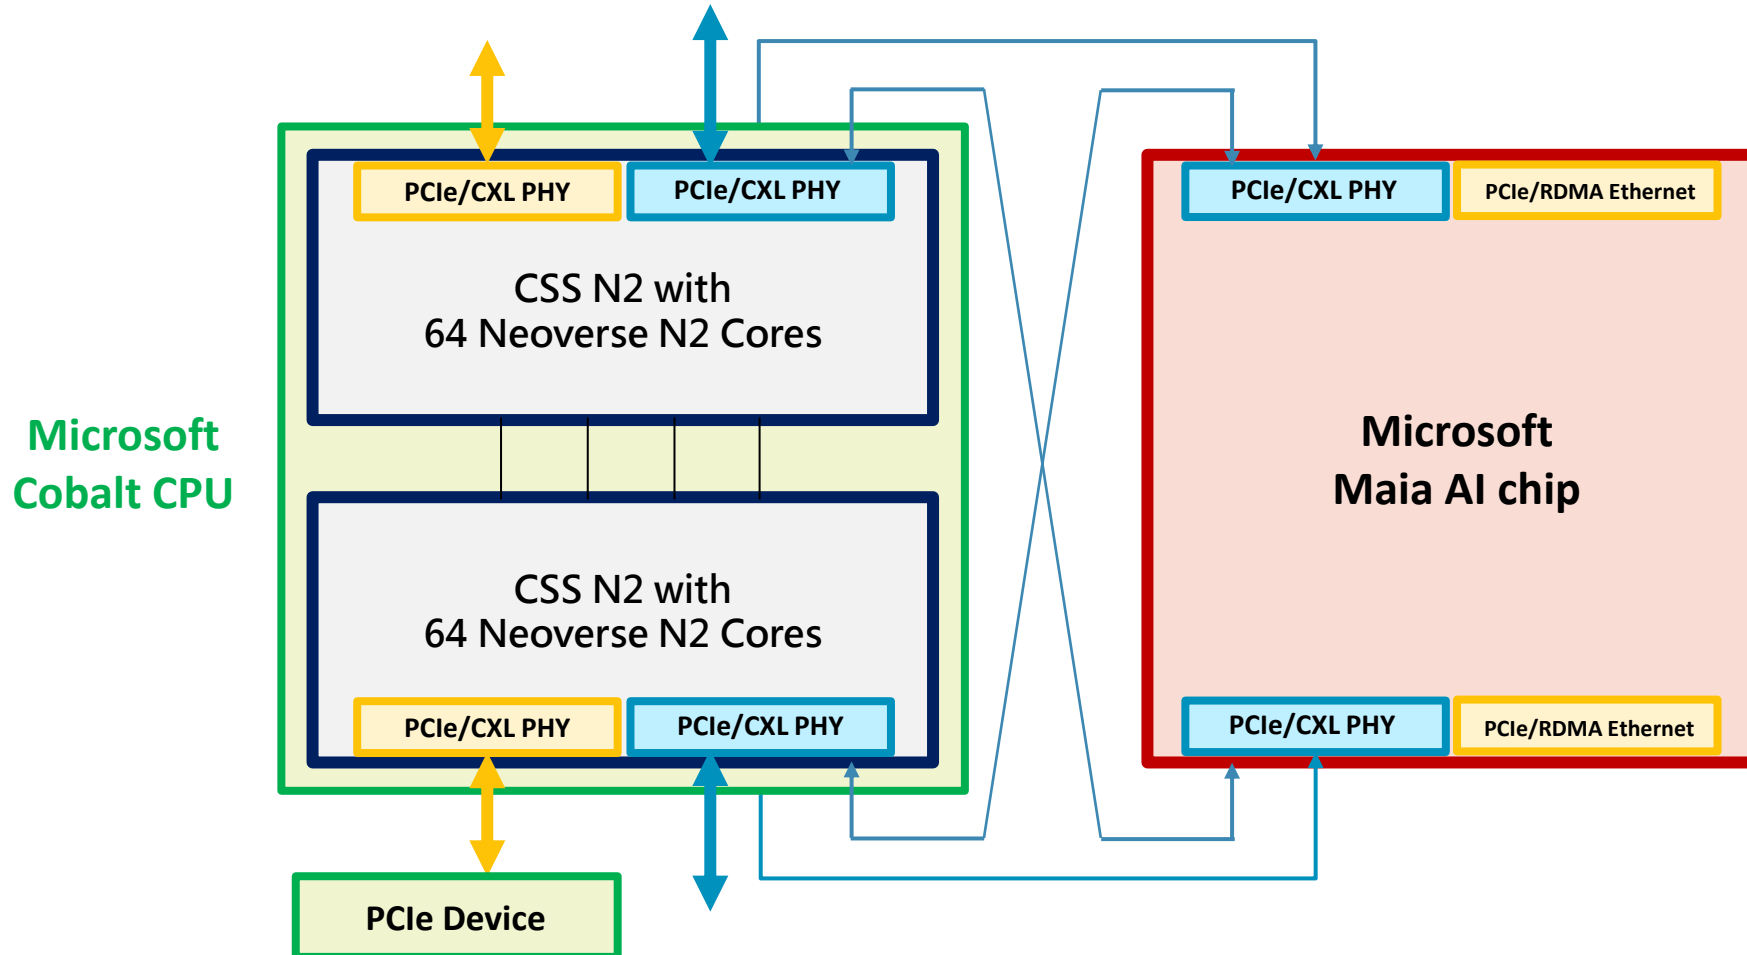 PCIe/CXL PHY
PCIe/CXL PHY
PCIe/CXL PHY
PCIe/RDMA Ethernet
CSS N2 with
64 Neoverse N2 Cores
Microsoft
Cobalt CPU
Microsoft
Maia AI chip
CSS N2 with
64 Neoverse N2 Cores
PCIe/CXL PHY
PCIe/CXL PHY
PCIe/CXL PHY
PCIe/RDMA Ethernet
PCIe Device